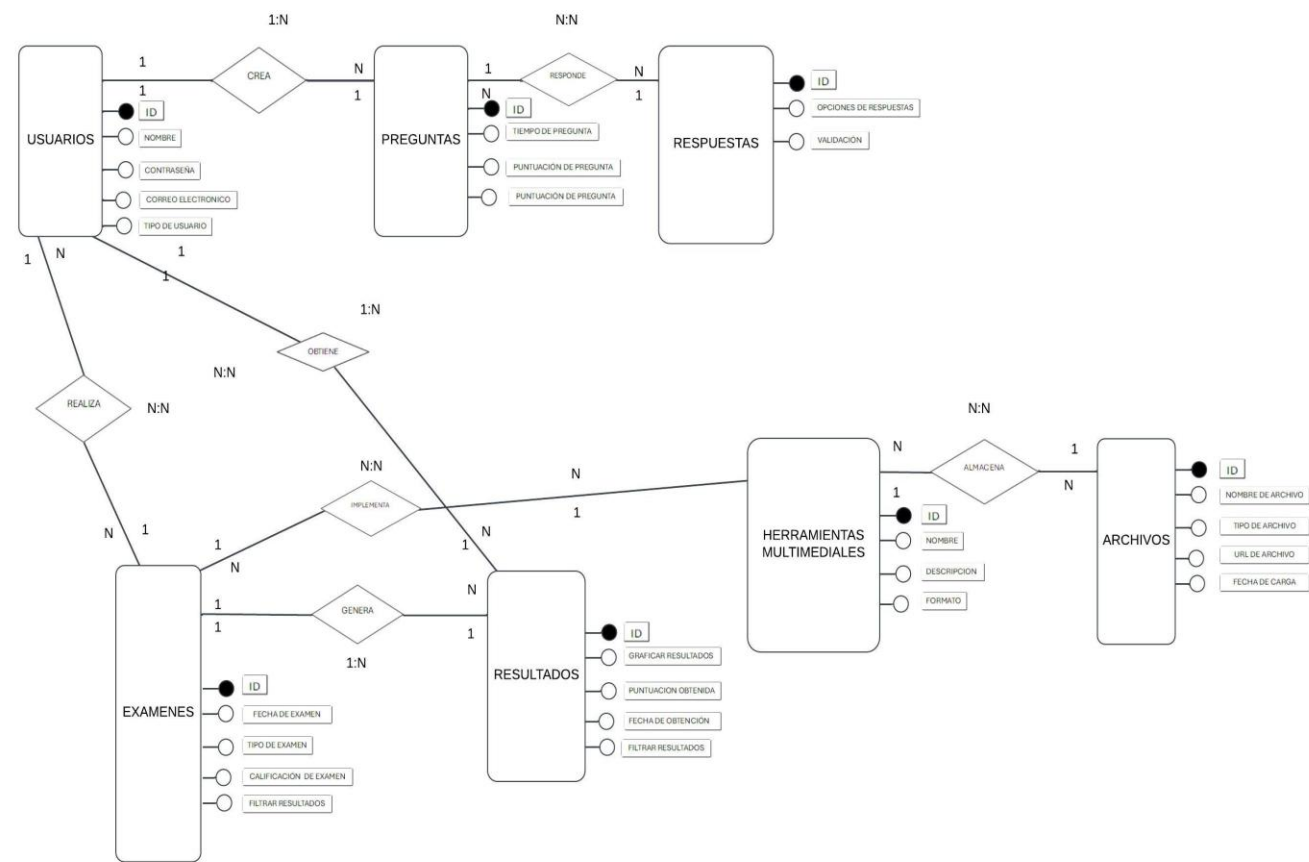 1:N
N:N
1
CREA
N
1
RESPONDE
N
1
1
N
1
USUARIOS
ID
NOMBRE
CONTRASEÑA
CORREO ELECTRONICO
TIPO DE USUARIO
PREGUNTAS
ID
TIEMPO DE PREGUNTA
PUNTUACIÓN DE PREGUNTA
PUNTUACIÓN DE PREGUNTA
RESPUESTAS
ID
OPCIONES DE RESPUESTAS
VALIDACIÓN
1
N
1
1
1:N
OBTIENE
N:N
REALIZA
N:N
N:N
N:N
IMPLEMENTA
N
1
N
ALMACENA
1
1
N
N
1
1
N
N
1
HERRAMIENTAS
MULTIMEDIALES
ID
NOMBRE
DESCRIPCION
FORMATO
ARCHIVOS
ID
NOMBRE DE ARCHIVO
TIPO DE ARCHIVO
URL DE ARCHIVO
FECHA DE CARGA
1
1
GENERA
N
1
1:N
EXAMENES
ID
FECHA DE EXAMEN
TIPO DE EXAMEN
CALIFICACIÓN DE EXAMEN
FILTRAR RESULTADOS
RESULTADOS
ID
GRAFICAR RESULTADOS
PUNTUACION OBTENIDA
FECHA DE OBTENCIÓN
FILTRAR RESULTADOS